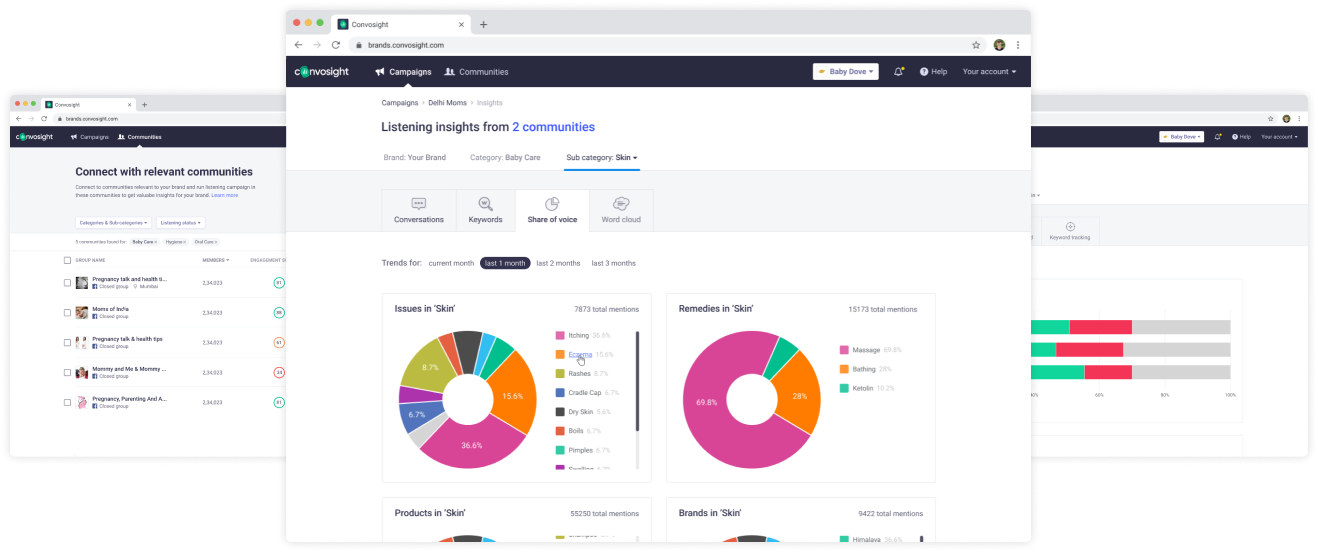 Convosight
brands.convosight.com
convosight
Campaigns
Communities
Connect with relevant communities
Connect to communities relevant to your brand and run listening campaign in
these communities to get valuabe insights for your brand. Learn more
Categories & Sub-categories
Listening status
5 communities found for: Baby Care × Hygiene × Oral Care ×
GROUP NAME MEMBERS ENGAGEMENT
Pregnancy talk and health ti... 2,34,023 81
Closed group Mumbai
Moms of India 2,34,023 88
Closed group
Pregnancy talk & health tips 2,34,023 61
Closed group
Mommy and Me & Mommy ... 2,34,023
Closed group
Pregnancy, Parenting And A... 2,34,023 81
Closed group
Convosight
brands.convosight.com
convosight
Campaigns
Communities
Baby Dove
Help
Your account
Campaigns > Delhi Moms > Insights
Listening insights from 2 communities
Brand: Your Brand
Category: Baby Care
Sub category: Skin
Conversations
W
Keywords
Share of voice
Word cloud
Trends for: current month last 1 month last 2 months last 3 months
Issues in 'Skin' 7873 total mentions
8.7%
6.7%
15.6%
36.6%
Itching 36.6%
Eczema 15.6%
Rashes 8.7%
Cradle Cap 6.7%
Dry Skin 5.6%
Boils 6.7%
Pimples 6.7%
Swelling 6.7%
Remedies in 'Skin' 15173 total mentions
69.8%
28%
Massage 69.8%
Bathing 28%
Ketolin 10.2%
Products in 'Skin' 55250 total mentions
Brands in 'Skin' 9422 total mentions
Himalaya 36.6%
Baby Dove
Help
Your account
Keyword tracking
60%
80%
100%